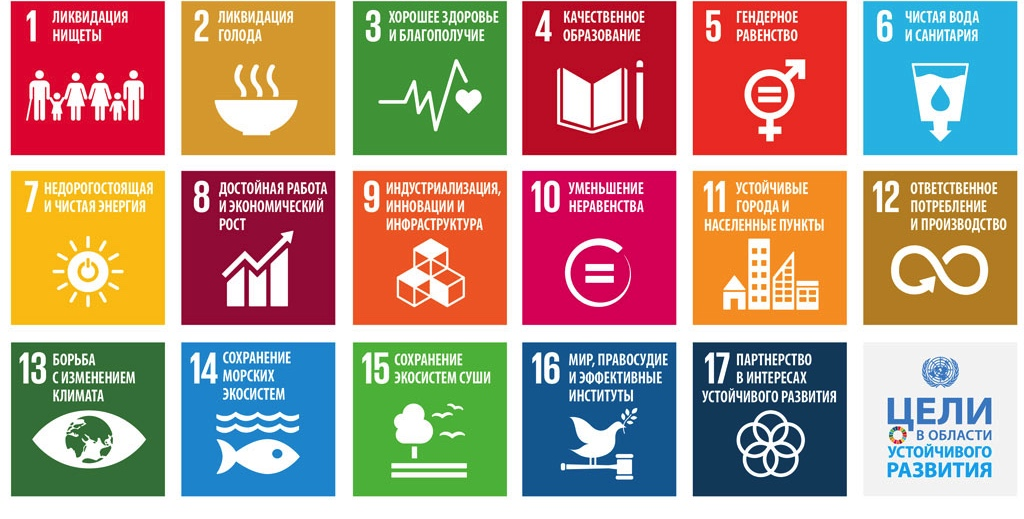 1 ЛИКВИДАЦИЯ
НИЩЕТЫ
2 ЛИКВИДАЦИЯ
ГОЛОДА
3 ХОРОШЕЕ ЗДОРОВЬЕ
И БЛАГОПОЛУЧИЕ
4 КАЧЕСТВЕННОЕ
ОБРАЗОВАНИЕ
5 ГЕНДЕРНОЕ
РАВЕНСТВО
6 ЧИСТАЯ ВОДА
И САНИТАРИЯ
7 НЕДОРОГОСТОЯЩАЯ
И ЧИСТАЯ ЭНЕРГИЯ
8 ДОСТОЙНАЯ РАБОТА
И ЭКОНОМИЧЕСКИЙ
РОСТ
9 ИНДУСТРИАЛИЗАЦИЯ,
ИННОВАЦИИ И
ИНФРАСТРУКТУРА
10 УМЕНЬШЕНИЕ
НЕРАВЕНСТВА
11 УСТОЙЧИВЫЕ
ГОРОДА И
НАСЕЛЕННЫЕ ПУНКТЫ
12 ОТВЕТСТВЕННОЕ
ПОТРЕБЛЕНИЕ
И ПРОИЗВОДСТВО
13 БОРЬБА
С ИЗМЕНЕНИЕМ
КЛИМАТА
14 СОХРАНЕНИЕ
МОРСКИХ
ЭКОСИСТЕМ
15 СОХРАНЕНИЕ
ЭКОСИСТЕМ СУШИ
16 МИР, ПРАВОСУДИЕ
И ЭФФЕКТИВНЫЕ
ИНСТИТУТЫ
17 ПАРТНЕРСТВО
В ИНТЕРЕСАХ
УСТОЙЧИВОГО РАЗВИТИЯ
ЦЕЛИ
В ОБЛАСТИ
УСТОЙЧИВОГО
РАЗВИТИЯ